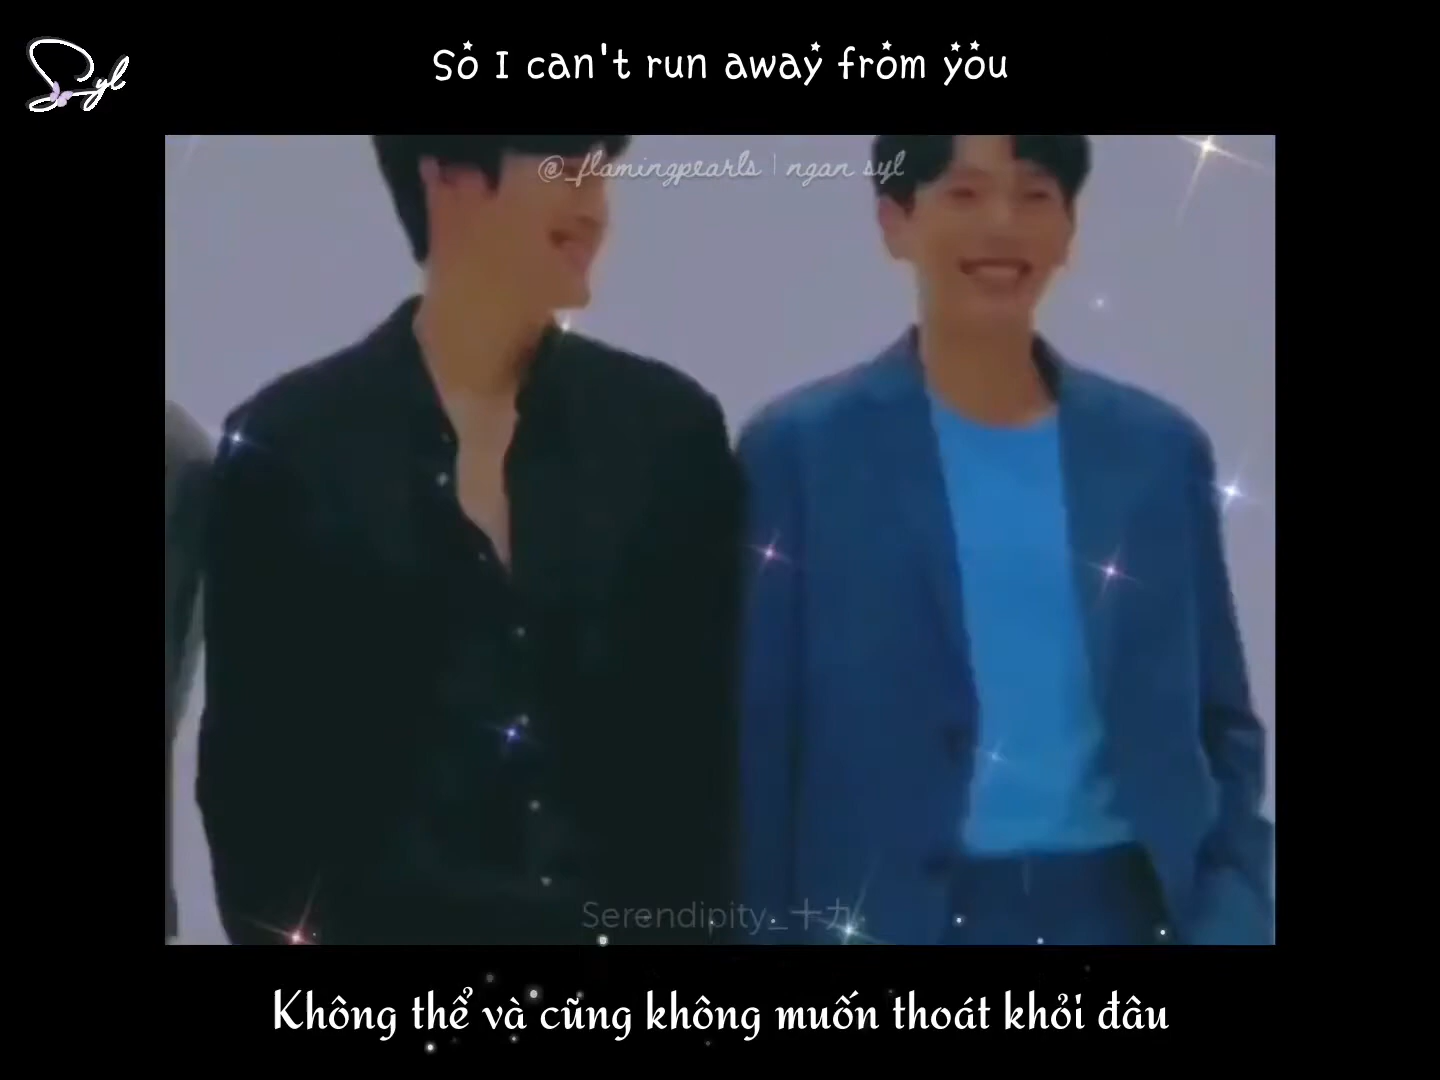 Syl
So I can't run away from you
@_flamingpearls | ngan syl
Serendipity_十九
Không thể và cũng không muốn thoát khỏi đâu